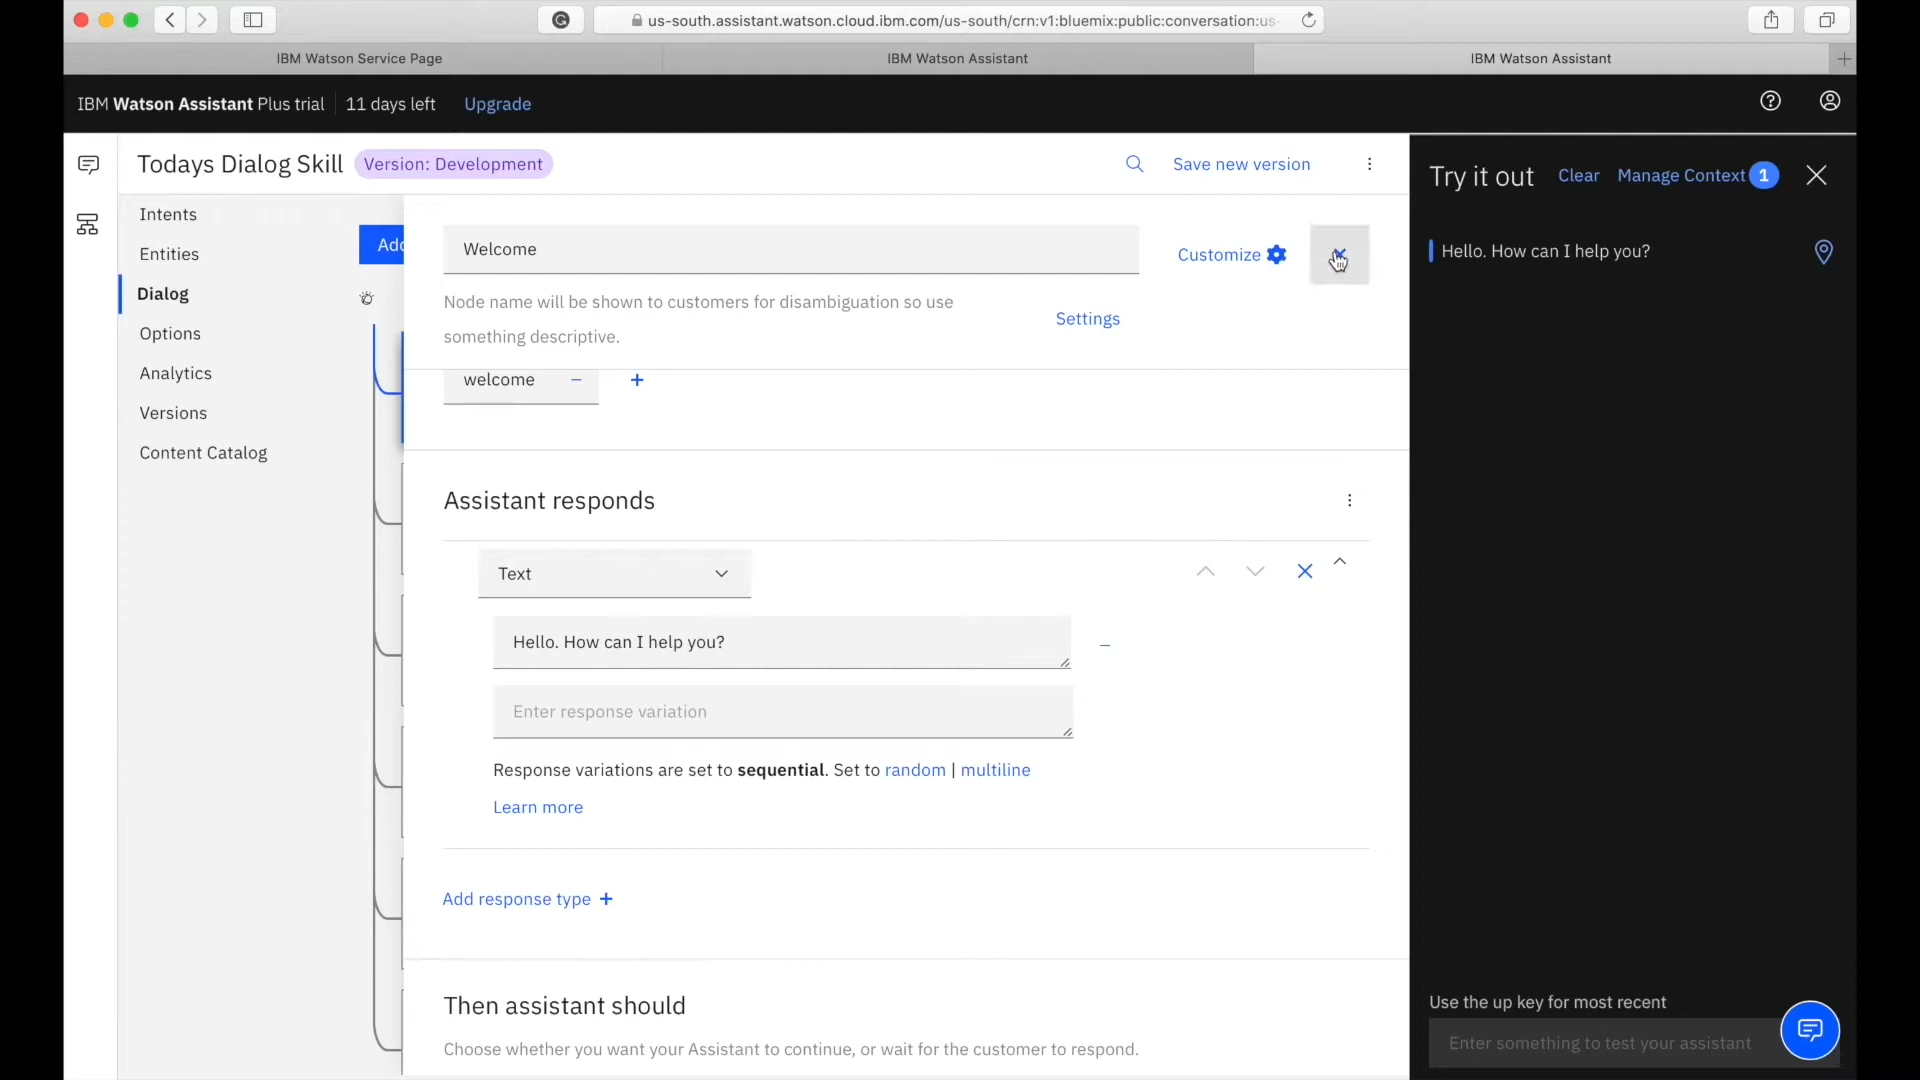 us-south.assistant.watson.cloud.ibm.com/us-south/crn:v1:bluemix:public:conversation:us-
IBM Watson Service Page
IBM Watson Assistant
IBM Watson Assistant
IBM Watson Assistant Plus trial
11 days left
Upgrade
Todays Dialog Skill
Version: Development
Save new version
Try it out
Clear
Manage Context 1
Intents
Entities
Dialog
Options
Analytics
Versions
Content Catalog
Add
Welcome
Customize
Node name will be shown to customers for disambiguation so use
something descriptive.
Settings
welcome
Assistant responds
Text
Hello. How can I help you?
Enter response variation
Response variations are set to sequential. Set to random | multiline
Learn more
Add response type +
Then assistant should
Choose whether you want your Assistant to continue, or wait for the customer to respond.
Hello. How can I help you?
Use the up key for most recent
Enter something to test your assistant